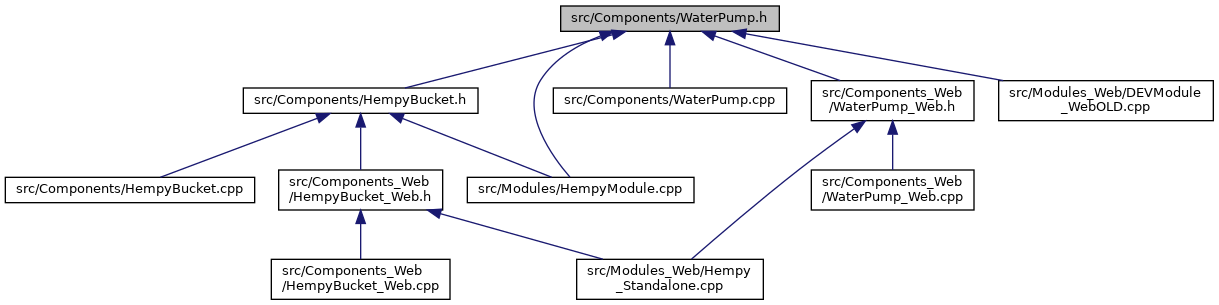 src/Components/WaterPump.h
src/Components/HempyBucket.h
src/Components/WaterPump.cpp
src/Components_Web
/WaterPump_Web.h
src/Modules_Web/DEVModule
_WebOLD.cpp
src/Components/HempyBucket.cpp
src/Components_Web
/HempyBucket_Web.h
src/Modules/HempyModule.cpp
src/Components_Web
/WaterPump_Web.cpp
src/Components_Web
/HempyBucket_Web.cpp
src/Modules_Web/Hempy
_Standalone.cpp